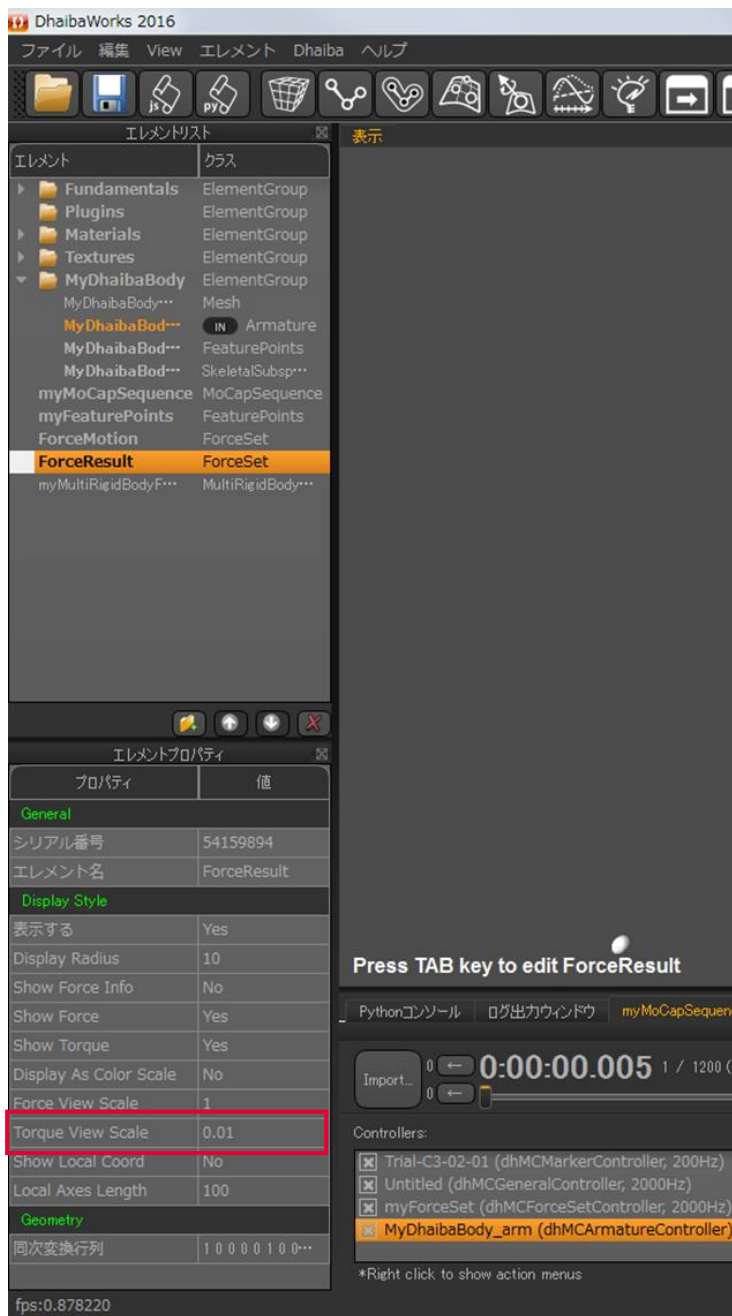 DhaibaWorks 2016
ファイル 編集 View エレメント Dhaiba ヘルプ
js PY
エレメントリスト
表示
エレメント クラス
Fundamentals ElementGroup
Plugins ElementGroup
Materials ElementGroup
Textures ElementGroup
MyDhaibaBody ElementGroup
MyDhaibaBody… Mesh
MyDhaibaBod… IN Armature
MyDhaibaBod… FeaturePoints
MyDhaibaBod… SkeletalSubsp…
myMoCapSequence MoCapSequence
myFeaturePoints FeaturePoints
ForceMotion ForceSet
ForceResult ForceSet
myMultiRigidBodyF… MultiRigidBody…
エレメントプロパティ
プロパティ 値
General
シリアル番号 54159894
エレメント名 ForceResult
Display Style
表示する Yes
Display Radius 10
Show Force Info No
Show Force Yes
Show Torque Yes
Display As Color Scale No
Force View Scale 1
Torque View Scale 0.01
Show Local Coord No
Local Axes Length 100
Geometry
同次変換行列 1 0 0 0 0 1 0 0…
fps:0.878220
Press TAB key to edit ForceResult
Pythonコンソール ログ出力ウィンドウ myMoCapSequen
Import... 0 ← 0:00:00.005 1 / 1200 (
0 ←
Controllers:
Trial-C3-02-01 (dhMCMarkerController, 200Hz)
Untitled (dhMCGeneralController, 2000Hz)
myForceSet (dhMCForceSetController, 2000Hz)
MyDhaibaBody_arm (dhMCArmatureController)
*Right click to show action menus